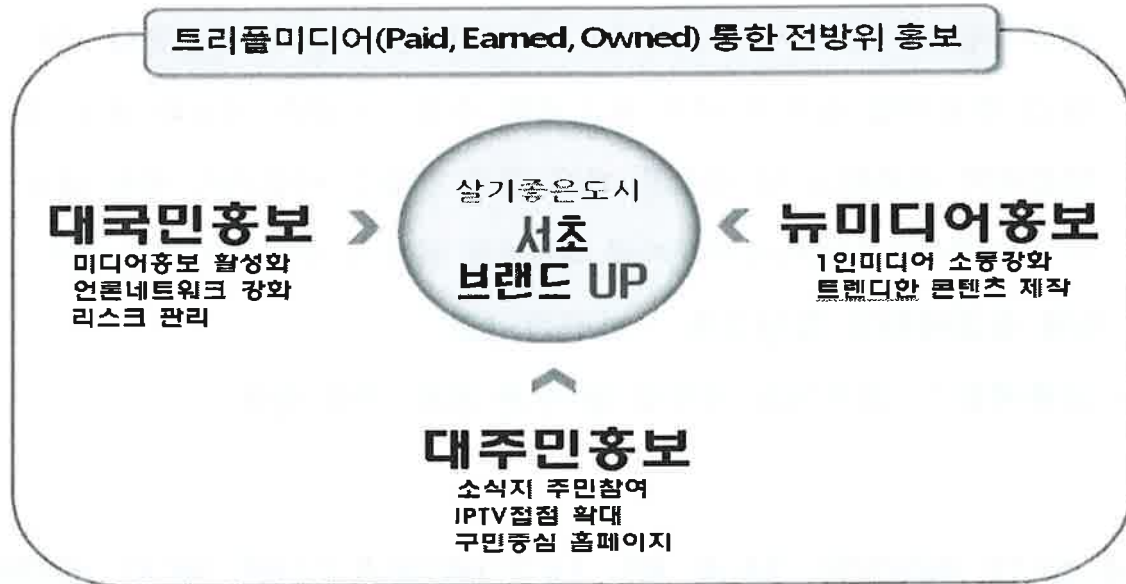 트리플미디어(Paid, Earned, Owned) 통한 전방위 홍보
살기좋은도시
서초
브랜드 UP
대국민홍보
미디어홍보 활성화
언론네트워크 강화
리스크 관리
뉴미디어홍보
1인미디어 소통강화
트렌디한 콘텐츠 제작
대주민홍보
소식지 주민참여
IPTV접점 확대
구민중심 홈페이지